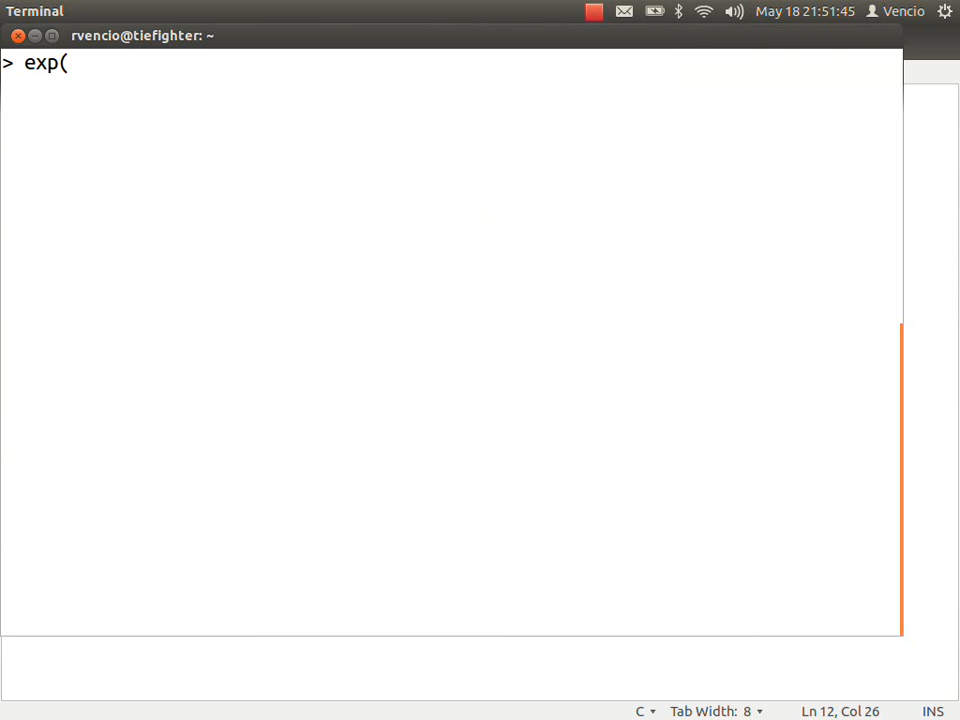 Terminal
May 18 21:51:45
Vencio
rvencio@tiefighter: ~
> exp(
C
Tab Width: 8
Ln 12, Col 26
INS